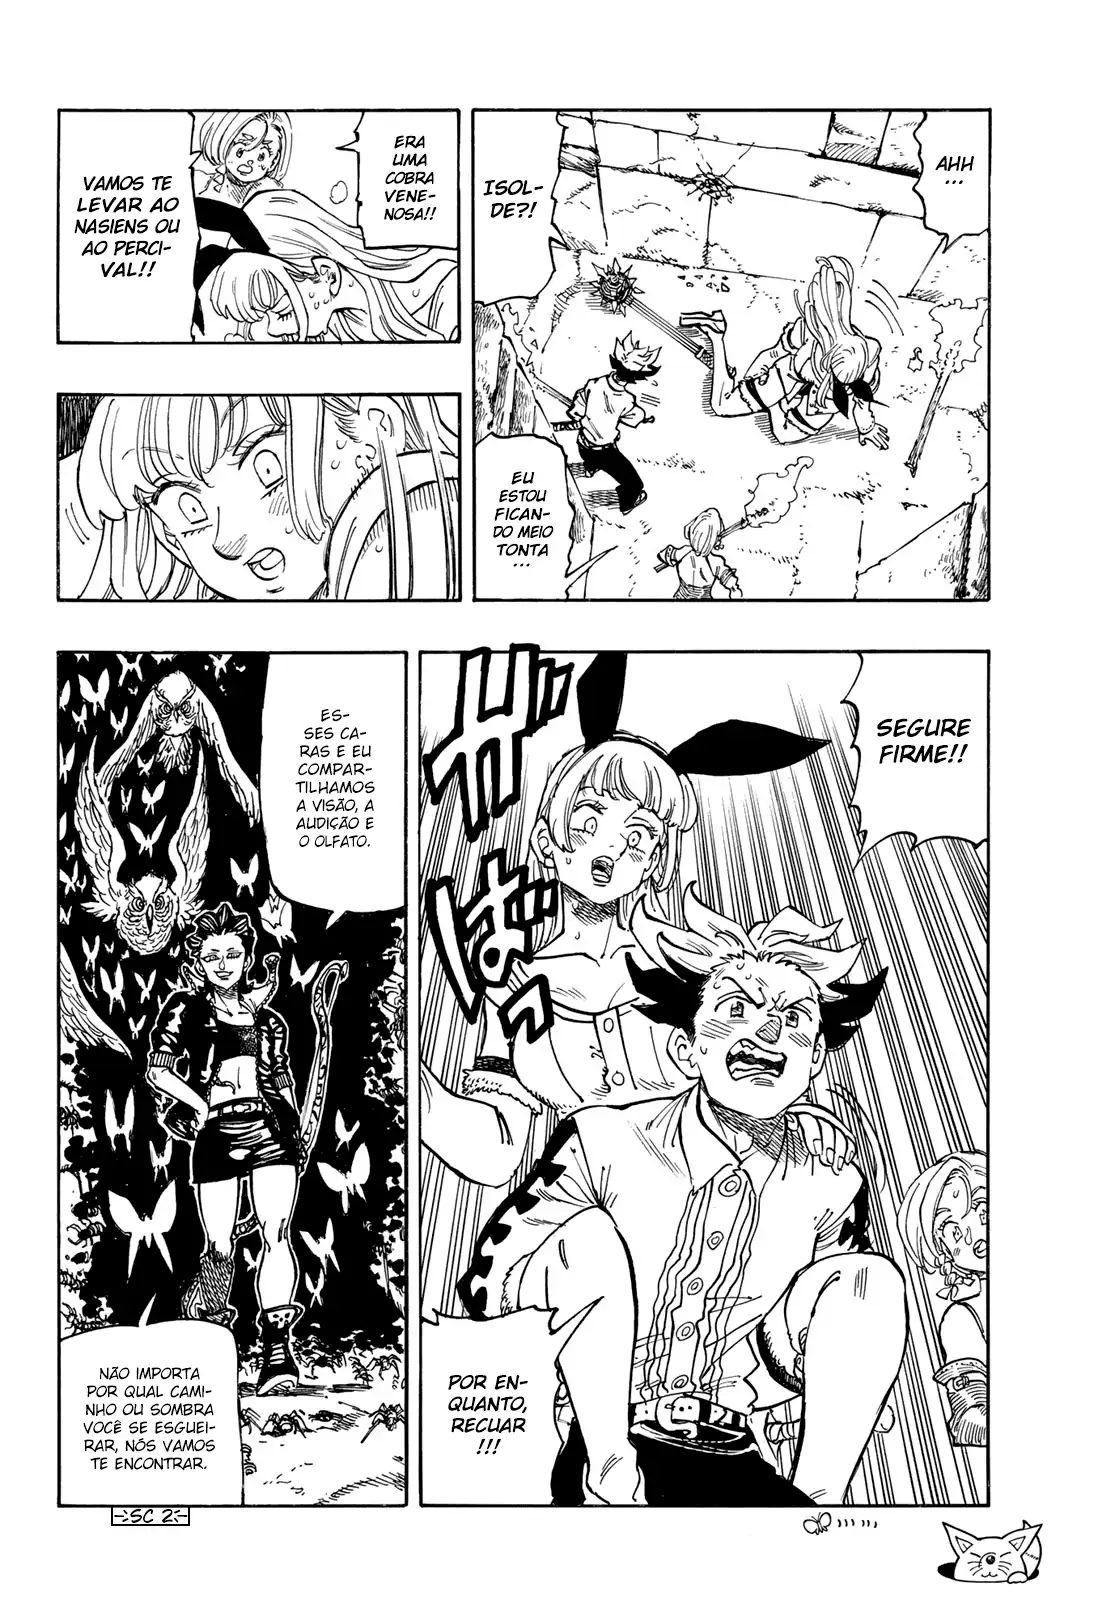 AHH
...
ISOL-
DE?!
EU
ESTOU
FICAN-
DO MEIO
TONTA
...
ERA
UMA
COBRA
VENE-
NOSA!!
VAMOS TE
LEVAR AO
NASIENS OU
AO PERCI-
VAL!!
SEGURE
FIRME!!
ザ
ばっ
POR EN-
QUANTO,
RECUAR
!!!
ES-
SES CA-
RAS E EU
COMPAR-
TILHAMOS
A VISÃO, A
AUDIÇÃO E
O OLFATO.
NÃO IMPORTA
POR QUAL CAMI-
NHO OU SOMBRA
VOCÊ SE ESGUEI-
RAR, NÓS VAMOS
TE ENCONTRAR.
SC 2